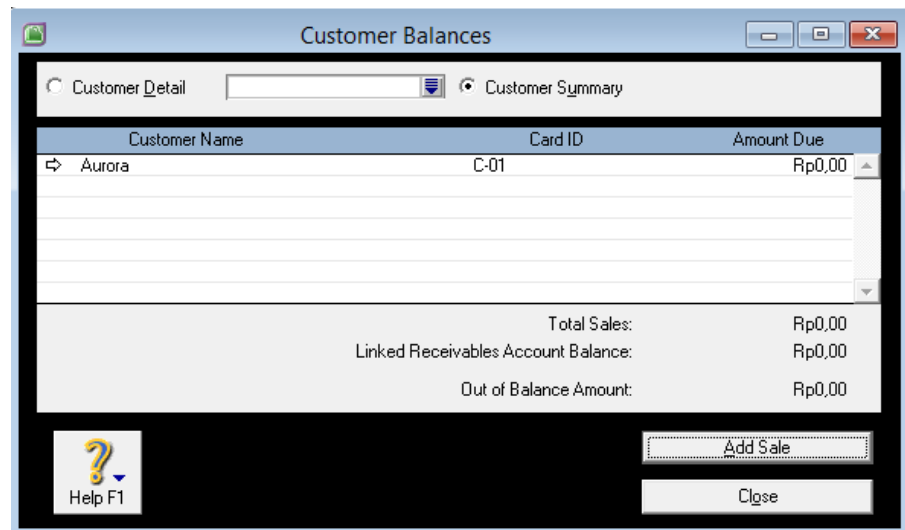 Customer Balances
Customer Detail Customer Summary
Customer Name Card ID Amount Due
Aurora C-01 Rp0,00
Total Sales: Rp0,00
Linked Receivables Account Balance: Rp0,00
Out of Balance Amount: Rp0,00
Add Sale
Help F1
Close